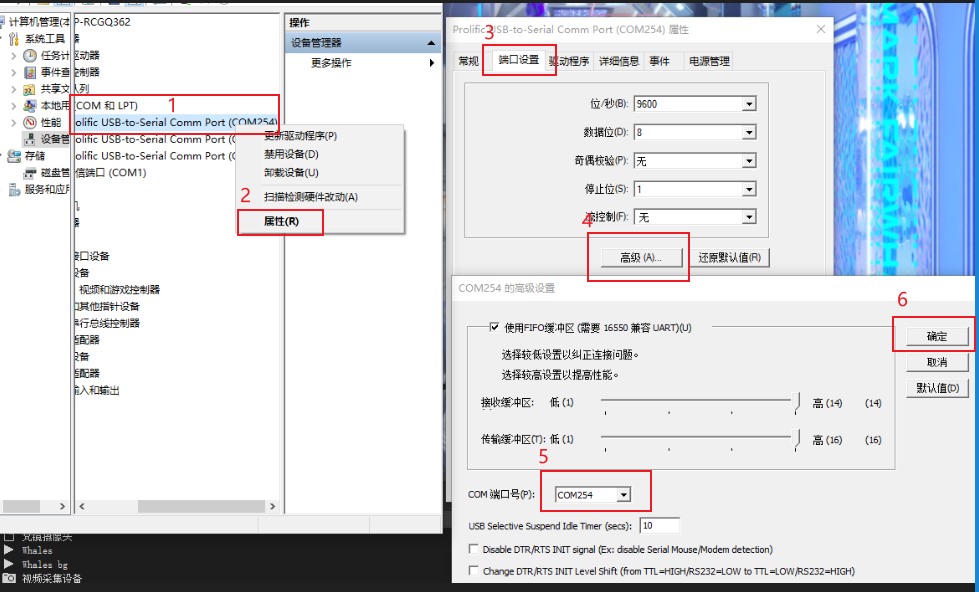 计算机管理(本
P-RCGQ362
系统工具
任务计
区动器
事件查
控制器
共享文
队列
本地用
(COM 和 LPT)
1
性能
olific USB-to-Serial Comm Port (COM254)
设备管
olific USB-to-Serial Comm Port (C
存储
olific USB-to-Serial Comm Port (C
磁盘管
信端口 (COM1)
服务和应用
接口设备
设备
视频和游戏控制器
和其他指针设备
串行总线控制器
适配器
设备
适配器
输入和输出
操作
设备管理器
更多操作
更新驱动程序(P)
禁用设备(D)
卸载设备(U)
2
扫描检测硬件改动(A)
属性(R)
Whales
Whales bg
视频采集设备
Prolific USB-to-Serial Comm Port (COM254) 属性
3
常规
端口设置
驱动程序
详细信息
事件
电源管理
位/秒(B):
9600
数据位(D):
8
奇偶校验(P):
无
停止位(S):
1
流控制(F):
无
4
高级 (A)...
还原默认值(R)
COM254 的高级设置
6
使用FIFO缓冲区 (需要 16550 兼容 UART)(U)
确定
选择较低设置以纠正连接问题。
取消
选择较高设置以提高性能。
默认值(D)
接收缓冲区:
低 (1)
高 (14)
(14)
传输缓冲区(T):
低 (1)
高 (16)
(16)
5
COM 端口号(P):
COM254
USB Selective Suspend Idle Timer (secs):
10
Disable DTR/RTS INIT signal (Ex: disable Serial Mouse/Modem detection)
Change DTR/RTS INIT Level Shift (from TTL=HIGH/RS232=LOW to TTL=LOW/RS232=HIGH)